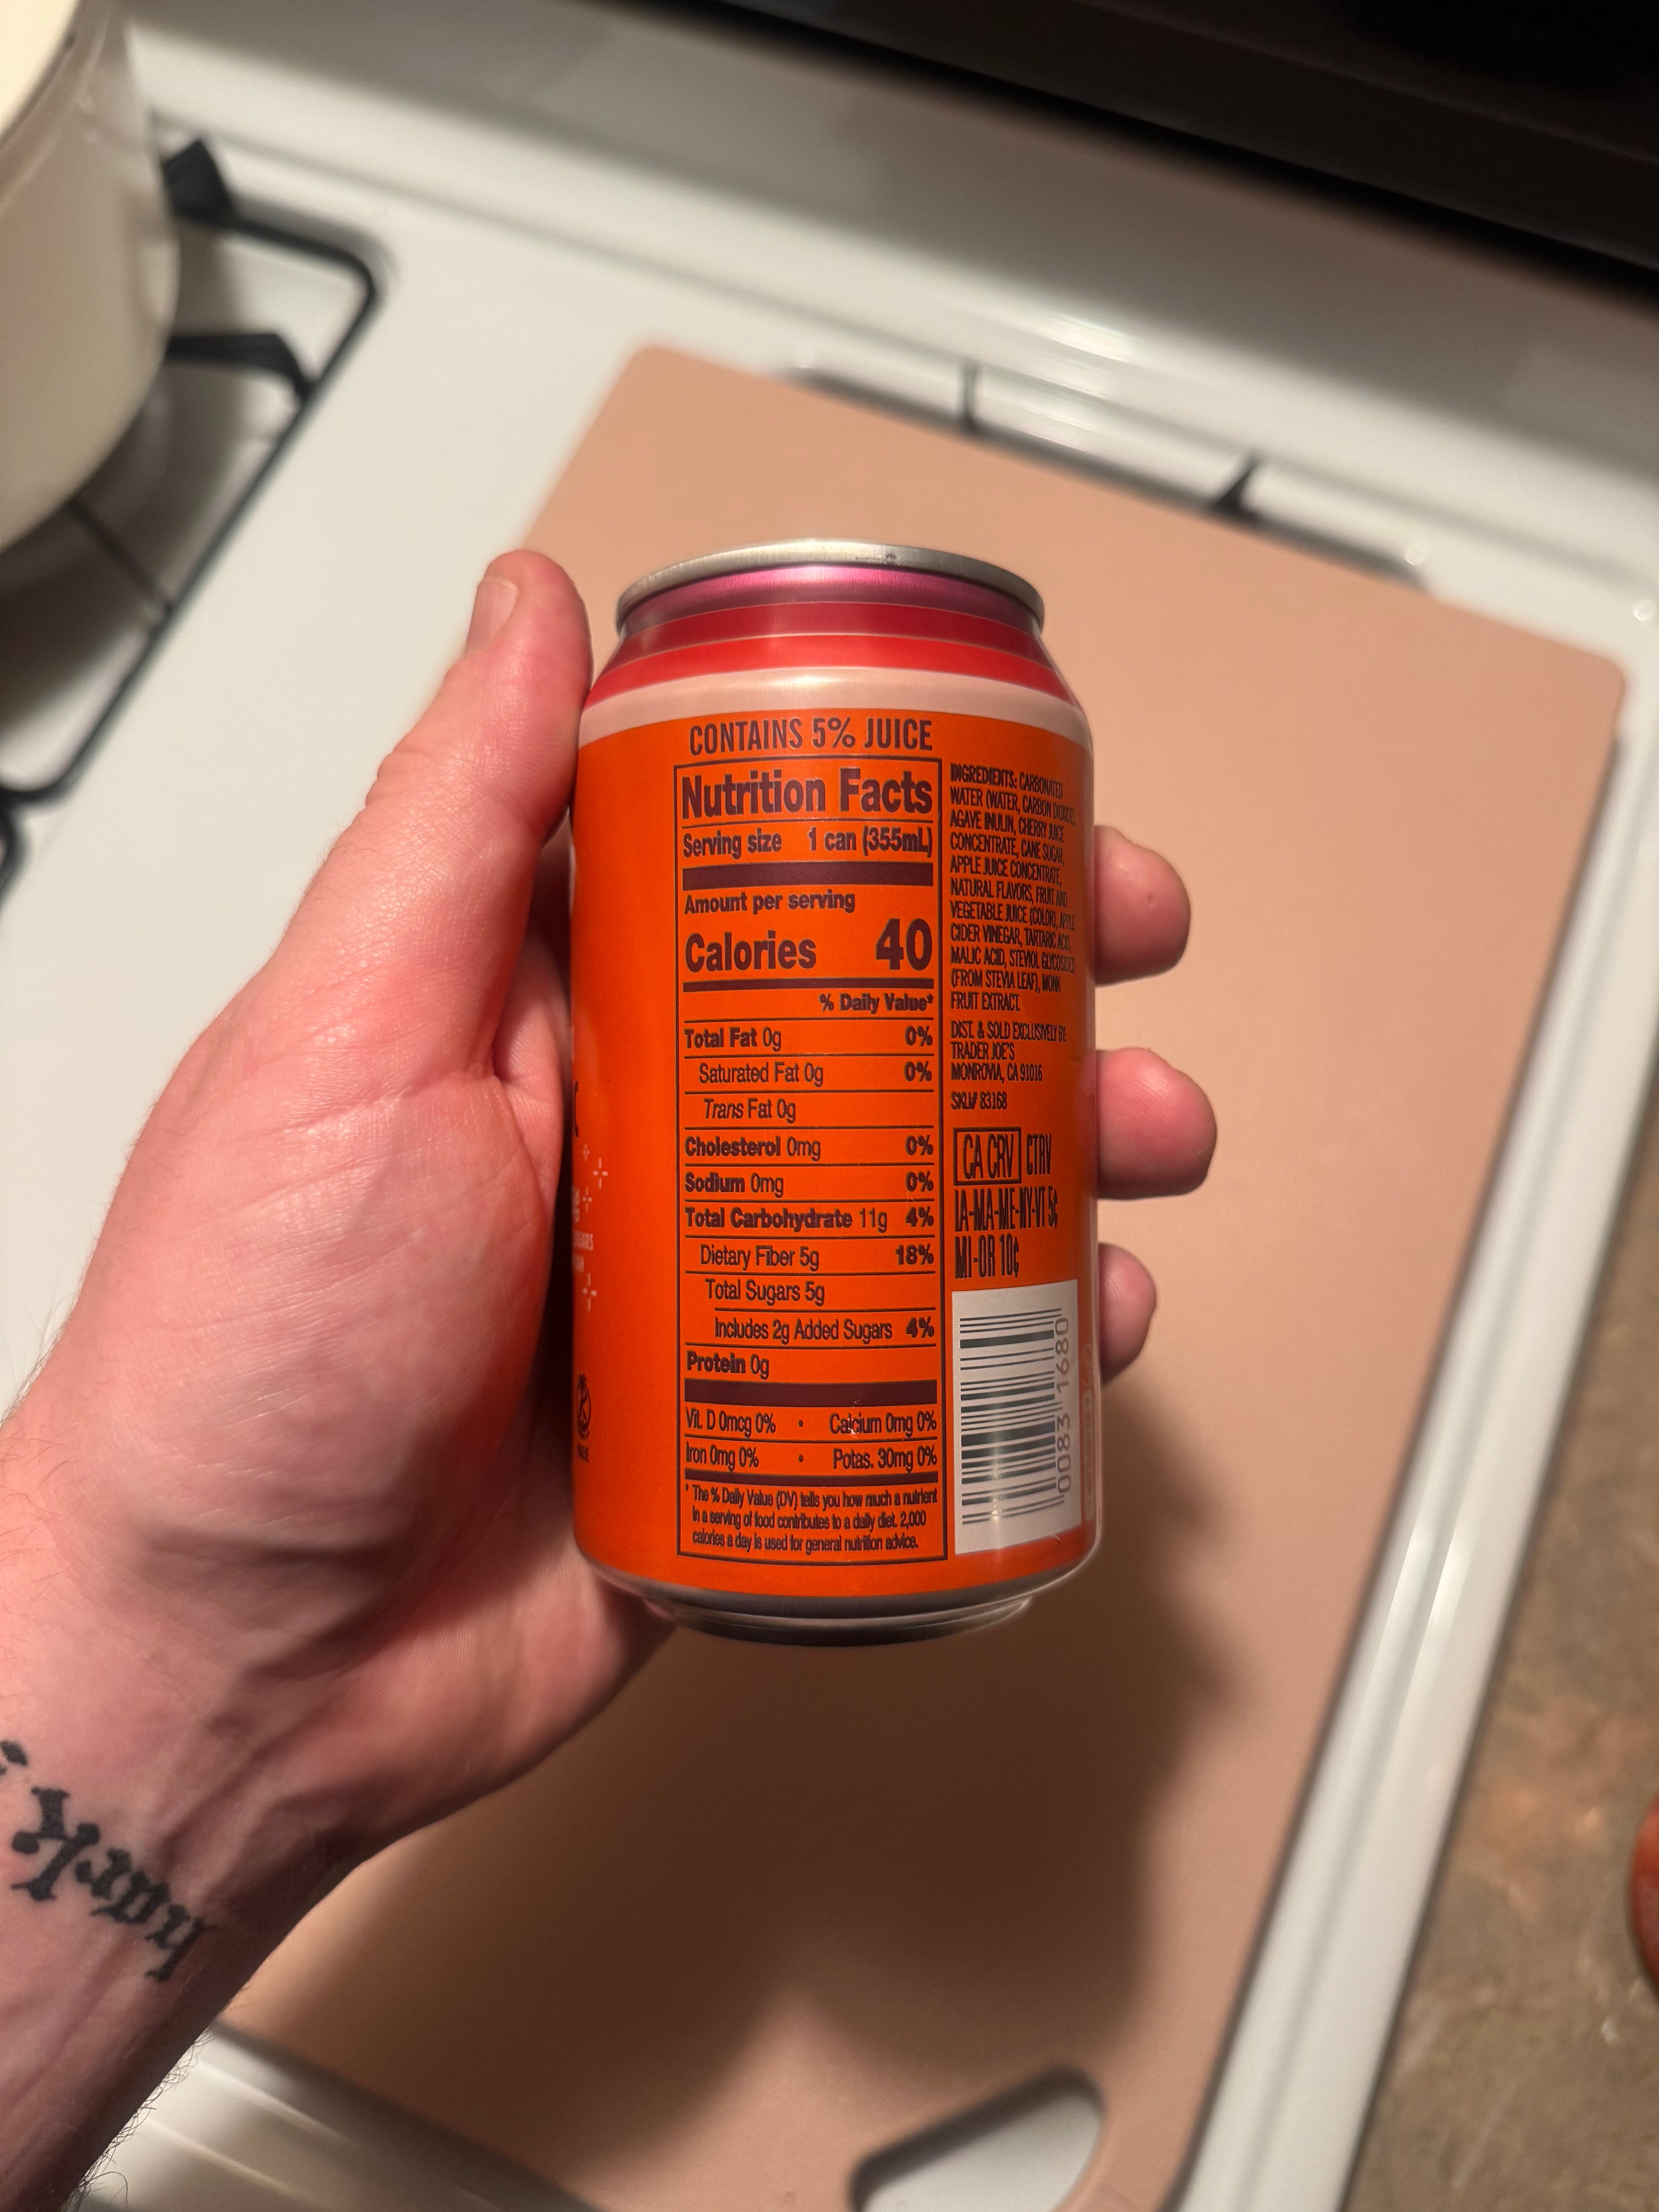 CONTAINS 5% JUICE
Nutrition Facts
Serving size 1 can (355mL)
Amount per serving
Calories 40
% Daily Value*
Total Fat 0g 0%
Saturated Fat 0g 0%
Trans Fat 0g
Cholesterol 0mg 0%
Sodium 0mg 0%
Total Carbohydrate 11g 4%
Dietary Fiber 5g 18%
Total Sugars 5g
Includes 2g Added Sugars 4%
Protein 0g
Vit. D 0mcg 0% • Calcium 0mg 0%
Iron 0mg 0% • Potas. 30mg 0%
* The % Daily Value (DV) tells you how much a nutrient
in a serving of food contributes to a daily diet. 2,000
calories a day is used for general nutrition advice.
INGREDIENTS: CARBONATED
WATER (WATER, CARBON DIOXIDE),
AGAVE INULIN, CHERRY JUICE
CONCENTRATE, CANE SUGAR,
APPLE JUICE CONCENTRATE,
NATURAL FLAVORS, FRUIT AND
VEGETABLE JUICE (COLOR), APPLE
CIDER VINEGAR, TARTARIC ACID,
MALIC ACID, STEVIOL GLYCOSIDES
(FROM STEVIA LEAF), MONK
FRUIT EXTRACT.
DIST. & SOLD EXCLUSIVELY BY:
TRADER JOE'S
MONROVIA, CA 91016
SKU# 83168
CA CRV CTRV
IA-MA-ME-NY-VT 5¢
MI-OR 10¢
0083 1680